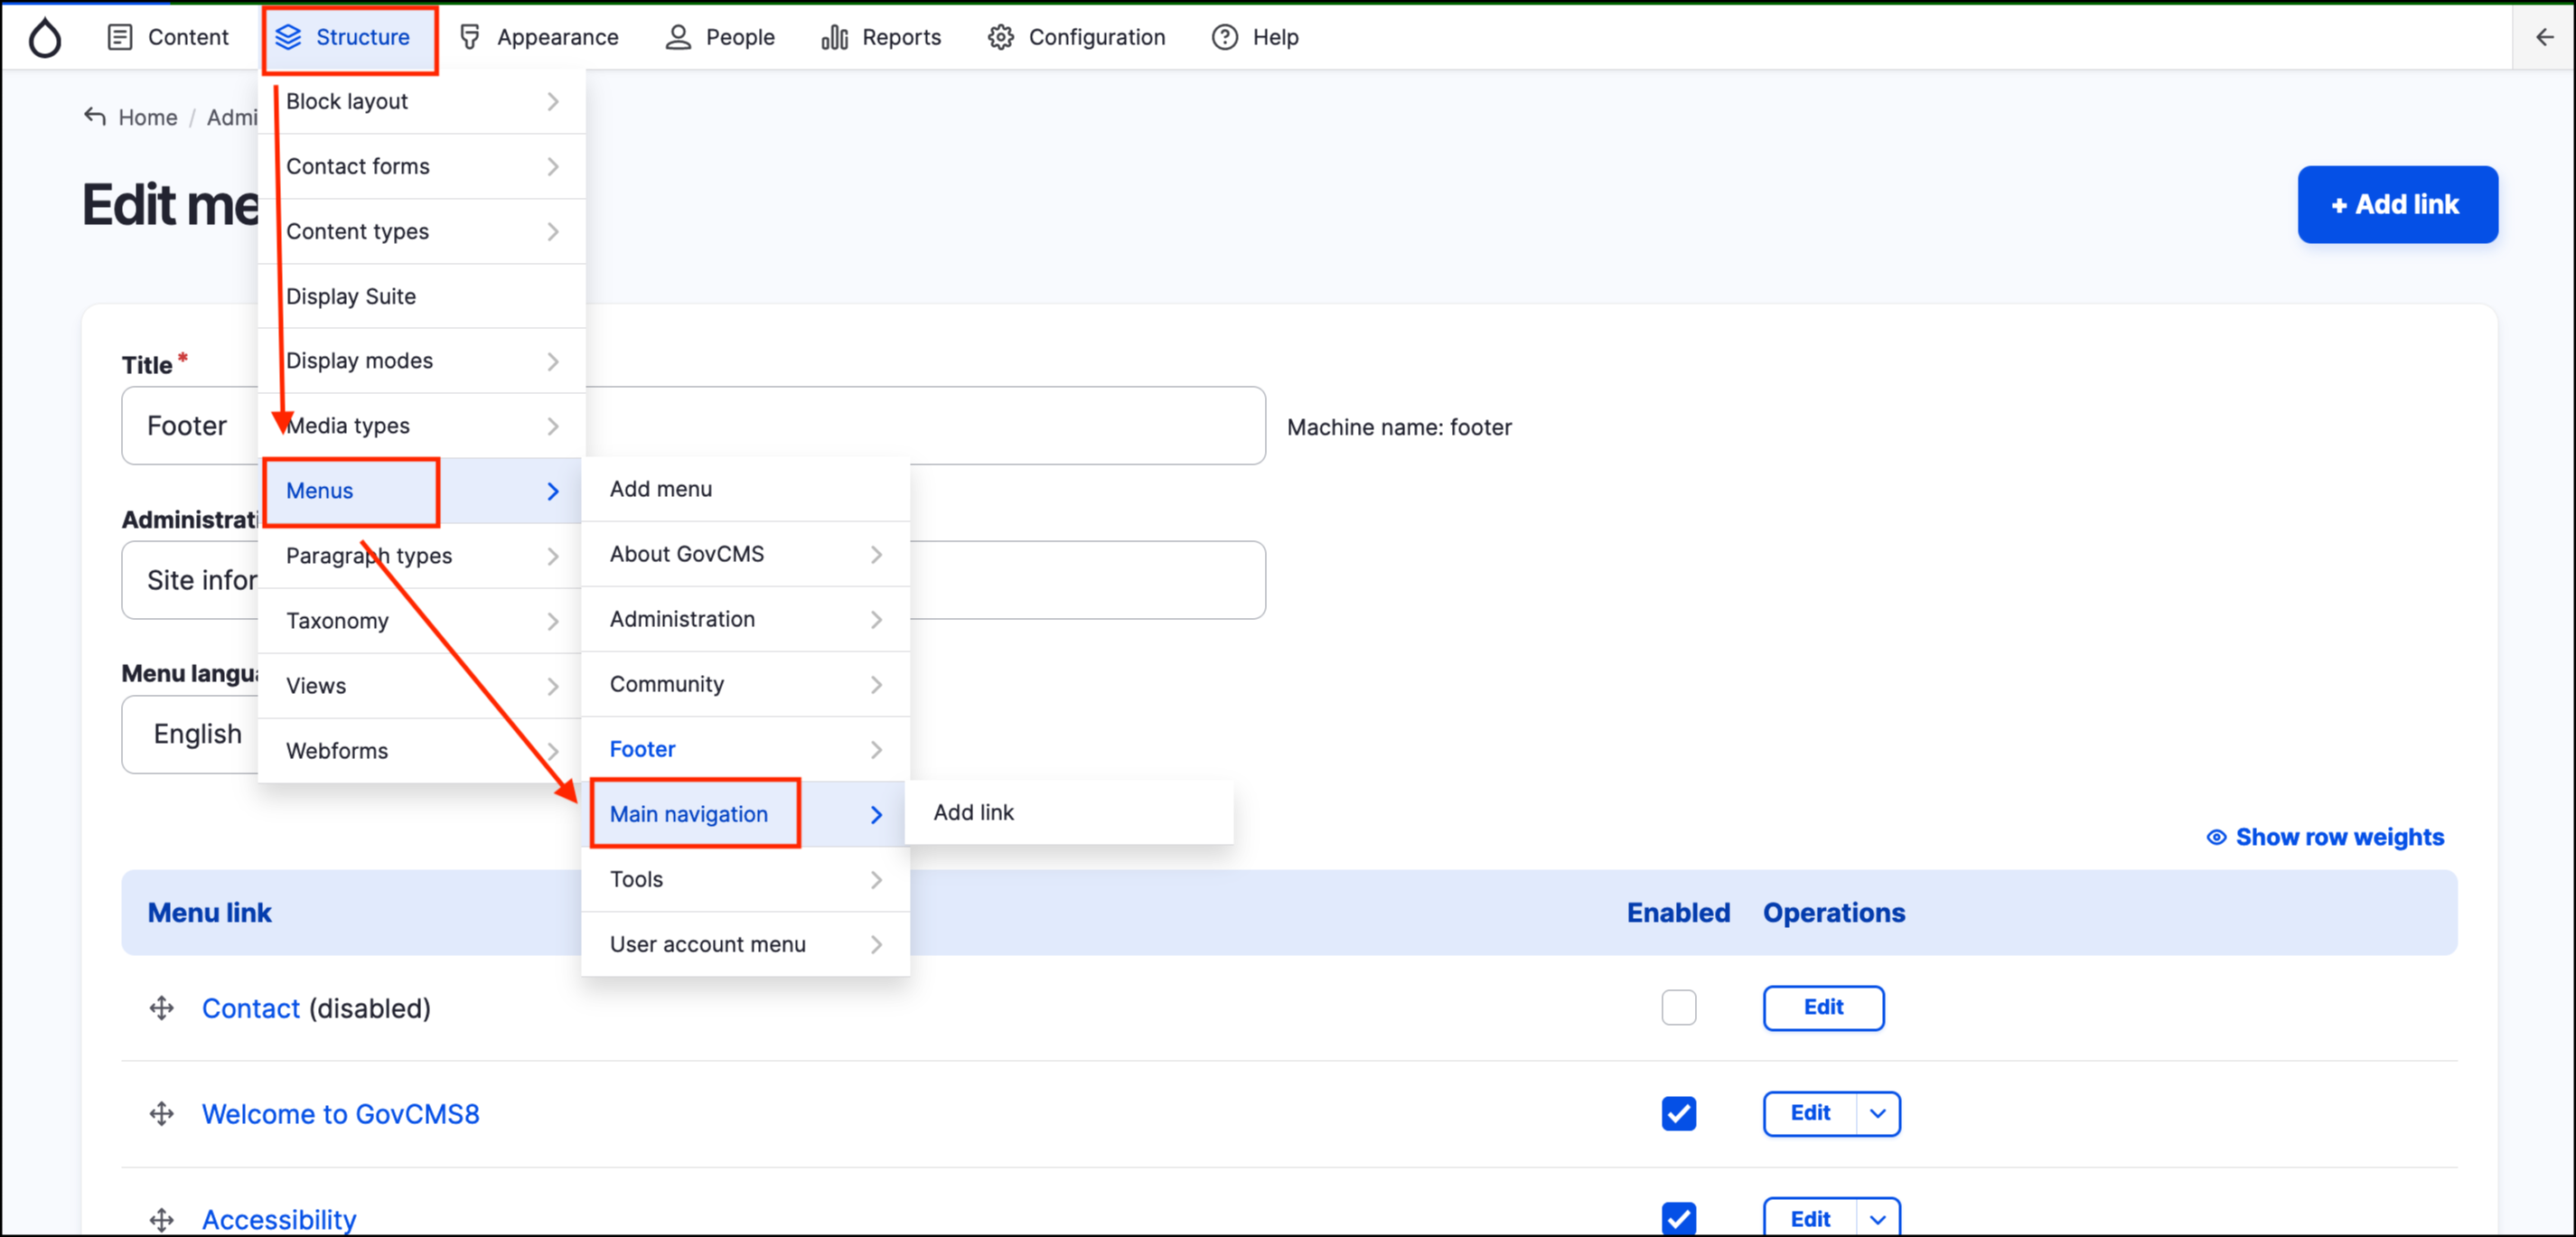 Content Structure Appearance People Reports Configuration Help
Home / Admi
Edit me
+ Add link
Block layout
Contact forms
Content types
Display Suite
Display modes
Media types
Menus
Paragraph types
Taxonomy
Views
Webforms
Add menu
About GovCMS
Administration
Community
Footer
Main navigation
Tools
User account menu
Add link
Title *
Footer
Machine name: footer
Administrati
Site infor
Menu langua
English
Show row weights
Menu link Enabled Operations
Contact (disabled) Edit
Welcome to GovCMS8 Edit
Accessibility Edit